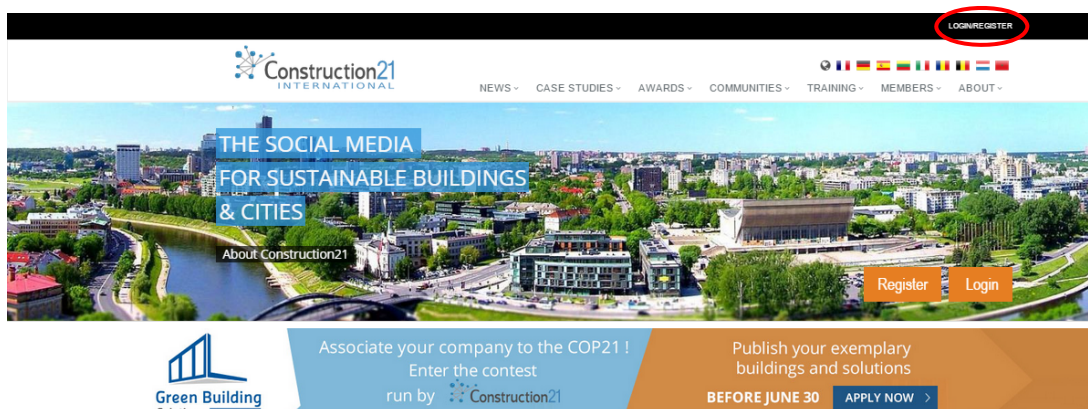 LOGIN/REGISTER
Construction21
INTERNATIONAL
NEWS CASE STUDIES AWARDS COMMUNITIES TRAINING MEMBERS ABOUT
THE SOCIAL MEDIA
FOR SUSTAINABLE BUILDINGS
& CITIES
About Construction21
Register Login
Green Building
Associate your company to the COP21 !
Enter the contest
run by Construction21
Publish your exemplary
buildings and solutions
BEFORE JUNE 30 APPLY NOW >